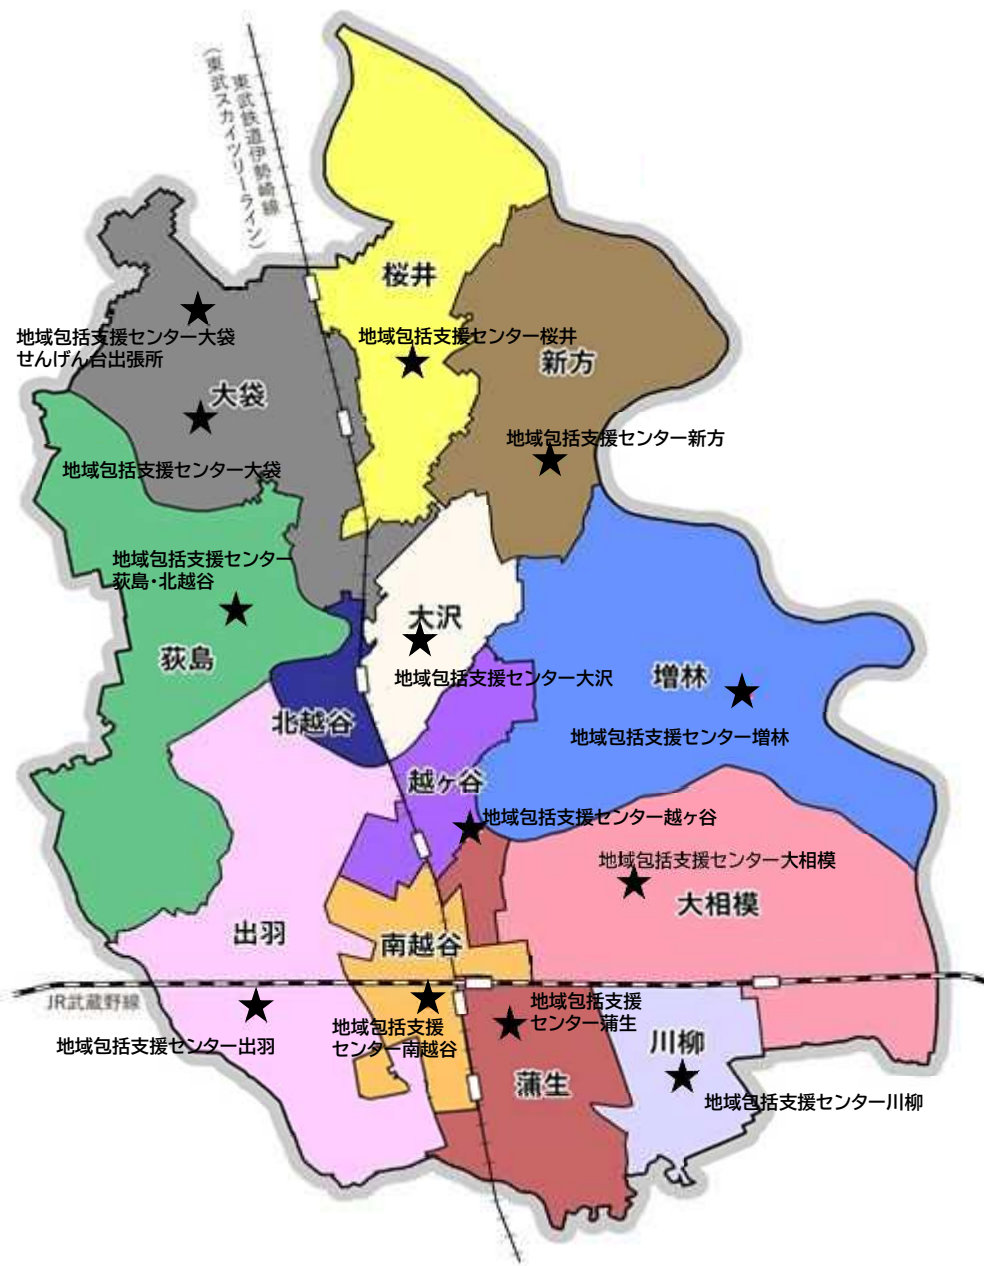 東武鉄道伊勢崎線
(東武スカイツリーライン)
桜井
地域包括支援センター大袋
せんげん台出張所
地域包括支援センター桜井
新方
大袋
地域包括支援センター新方
地域包括支援センター大袋
地域包括支援センター
荻島・北越谷
大沢
荻島
地域包括支援センター大沢
増林
北越谷
地域包括支援センター増林
越ヶ谷
地域包括支援センター越ヶ谷
地域包括支援センター大相模
大相模
出羽
南越谷
JR武蔵野線
地域包括支援
センター蒲生
地域包括支援
センター南越谷
地域包括支援センター出羽
川柳
蒲生
地域包括支援センター川柳